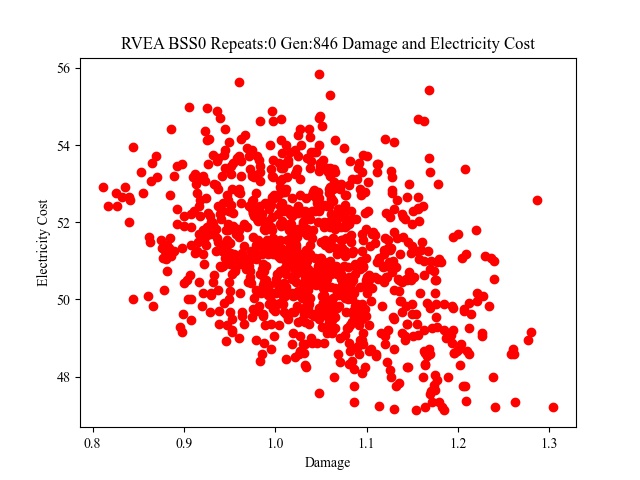 RVEA BSS0 Repeats:0 Gen:846 Damage and Electricity Cost
56
54
52
50
48
Electricity Cost
0.8 0.9 1.0 1.1 1.2 1.3
Damage